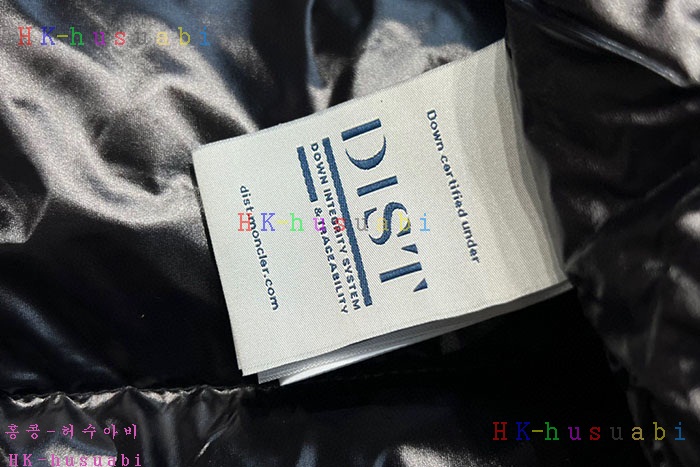 HK-husuabi
Down certified under
DIST
DOWN INTEGRITY SYSTEM
& TRACEABILITY
dist.moncler.com
HK-husuabi
홍콩-허수아비
HK-husuabi
HK-husuabi